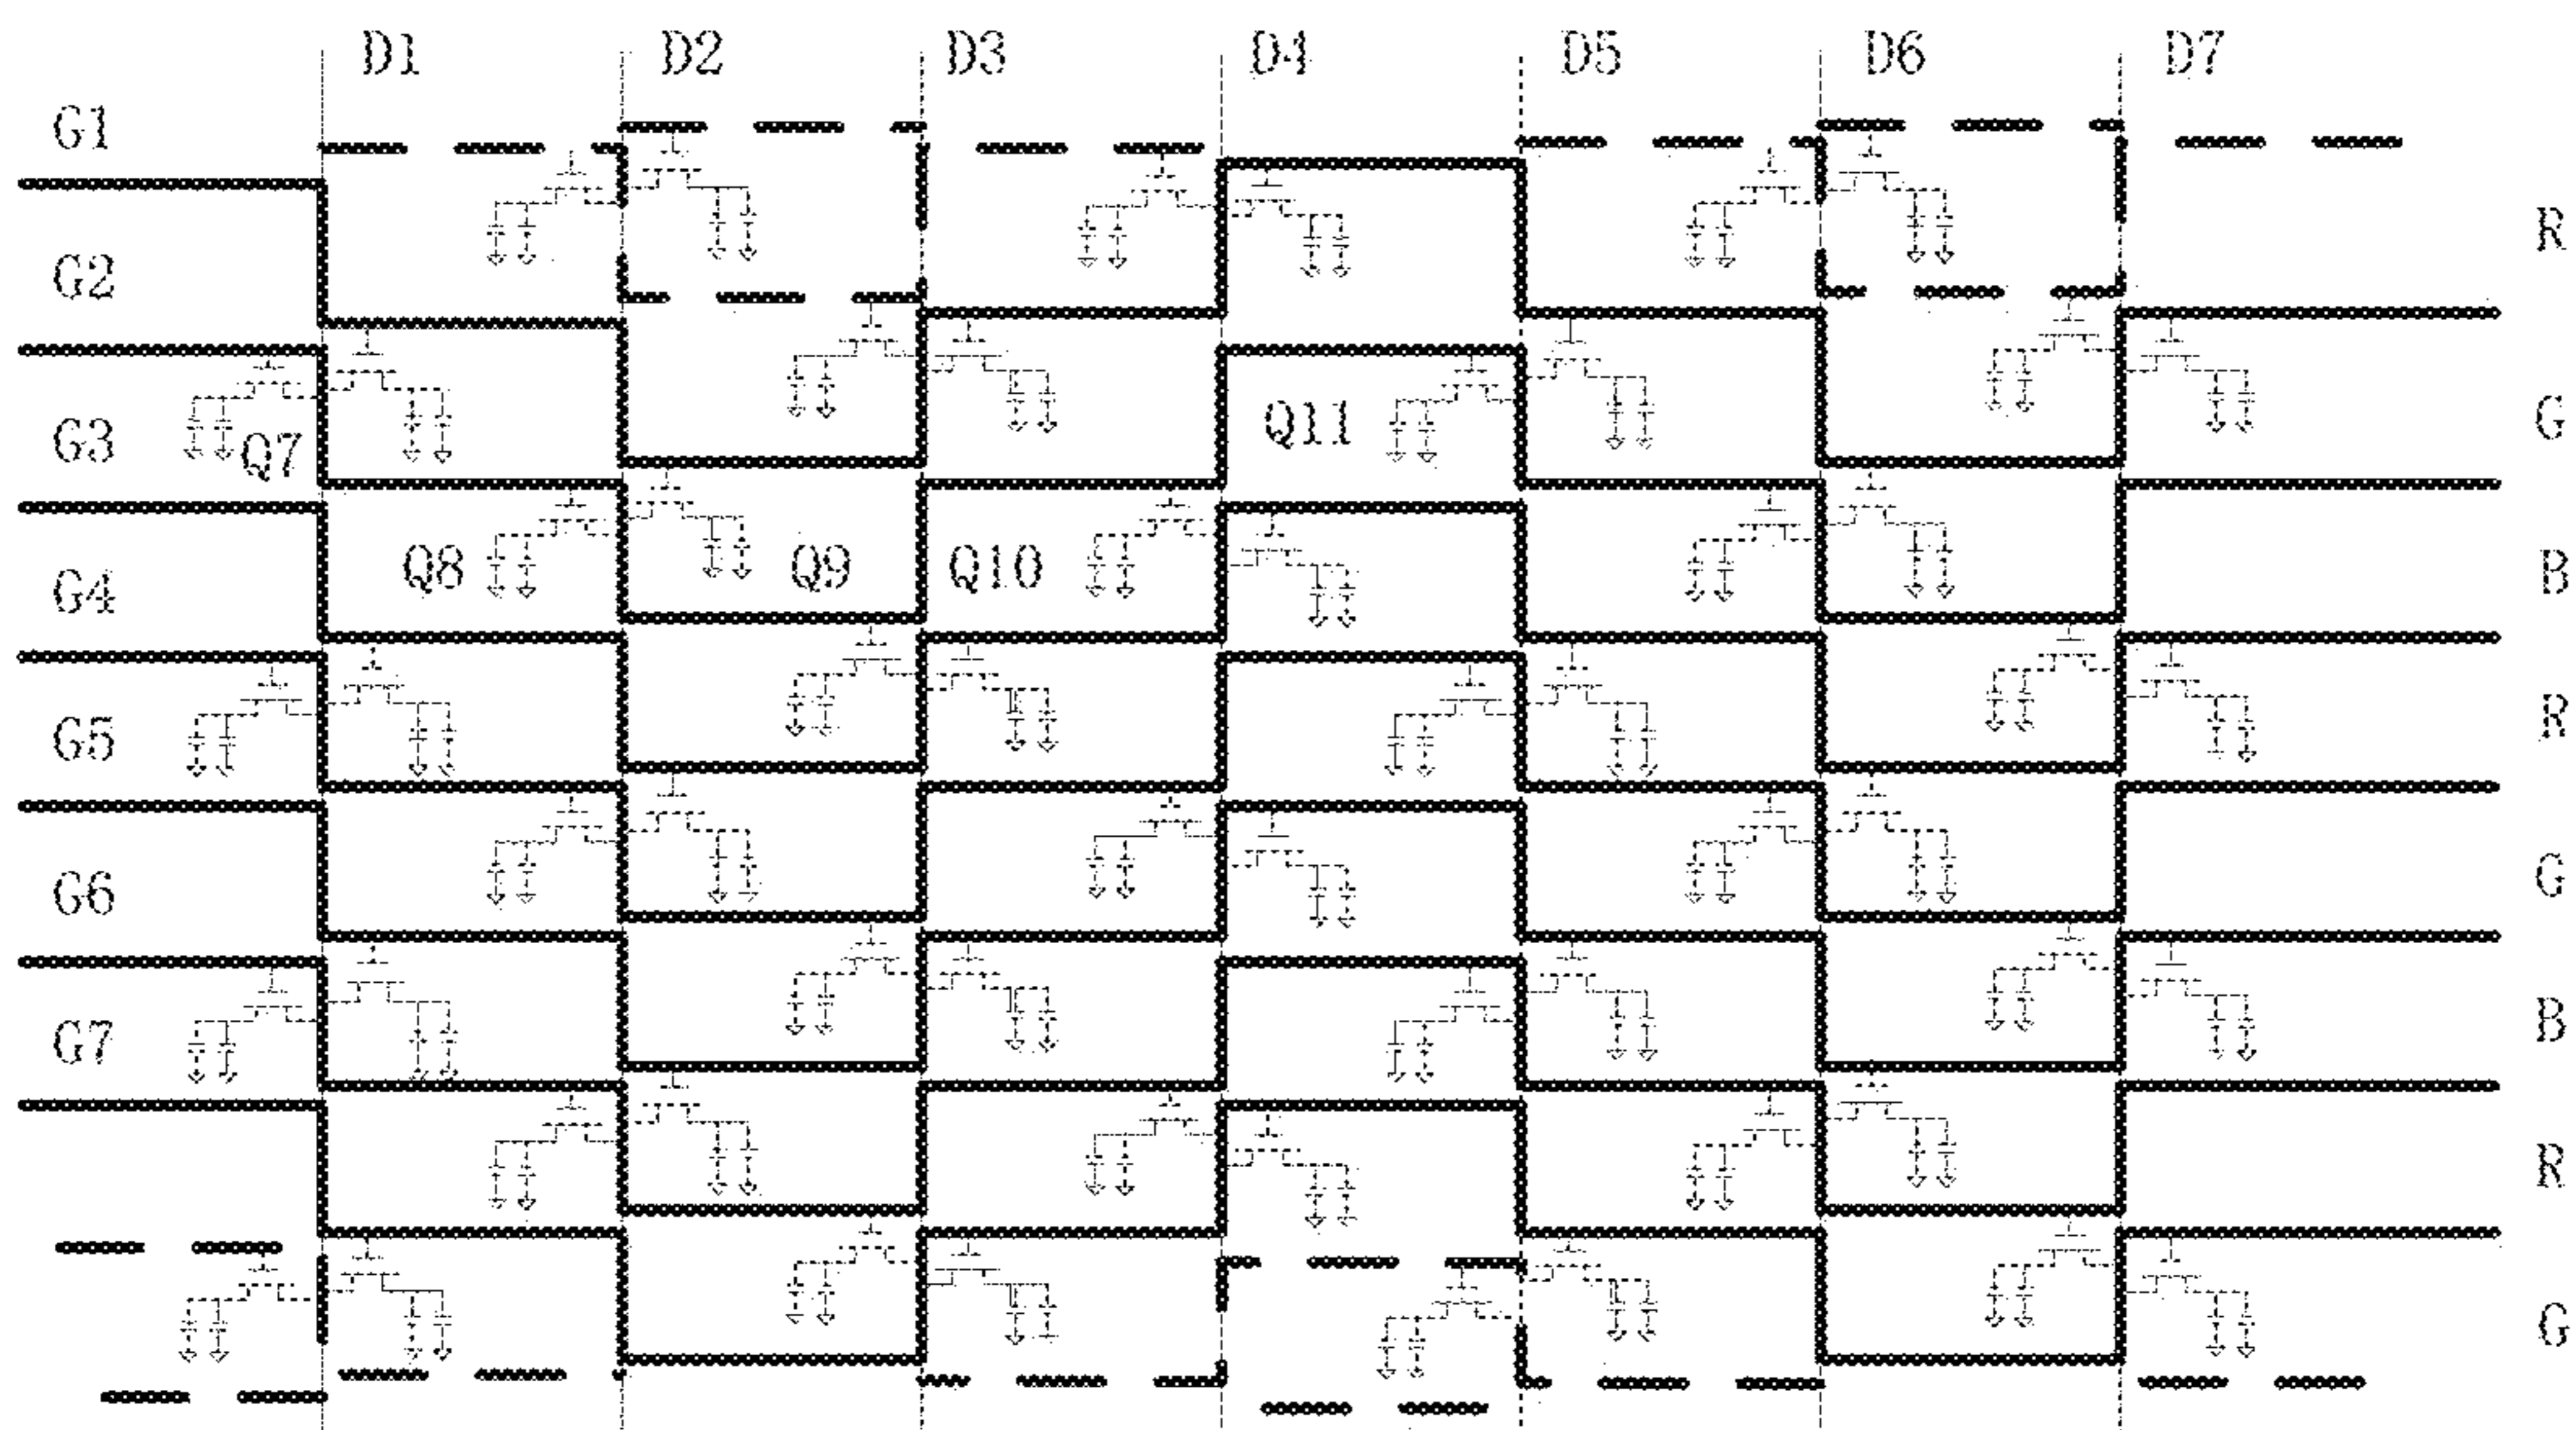 D1 D2 D3 D4 D5 D6 D7
G1
R
G2
G
G3 Q7 Q11
B
G4 Q8 Q9 Q10
R
G5
G
G6
B
G7
R
G